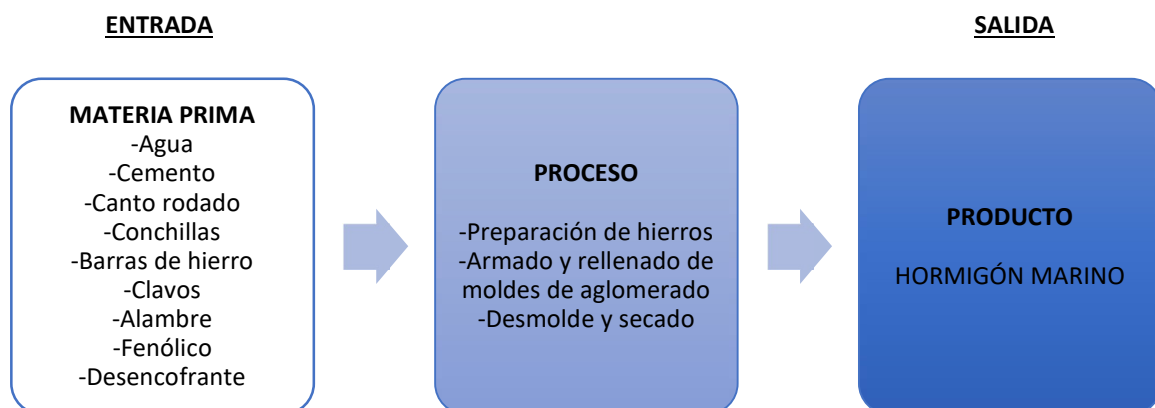 ENTRADA
SALIDA
MATERIA PRIMA
-Agua
-Cemento
-Canto rodado
-Conchillas
-Barras de hierro
-Clavos
-Alambre
-Fenólico
-Desencofrante
PROCESO
-Preparación de hierros
-Armado y rellenado de
moldes de aglomerado
-Desmolde y secado
PRODUCTO
HORMIGÓN MARINO